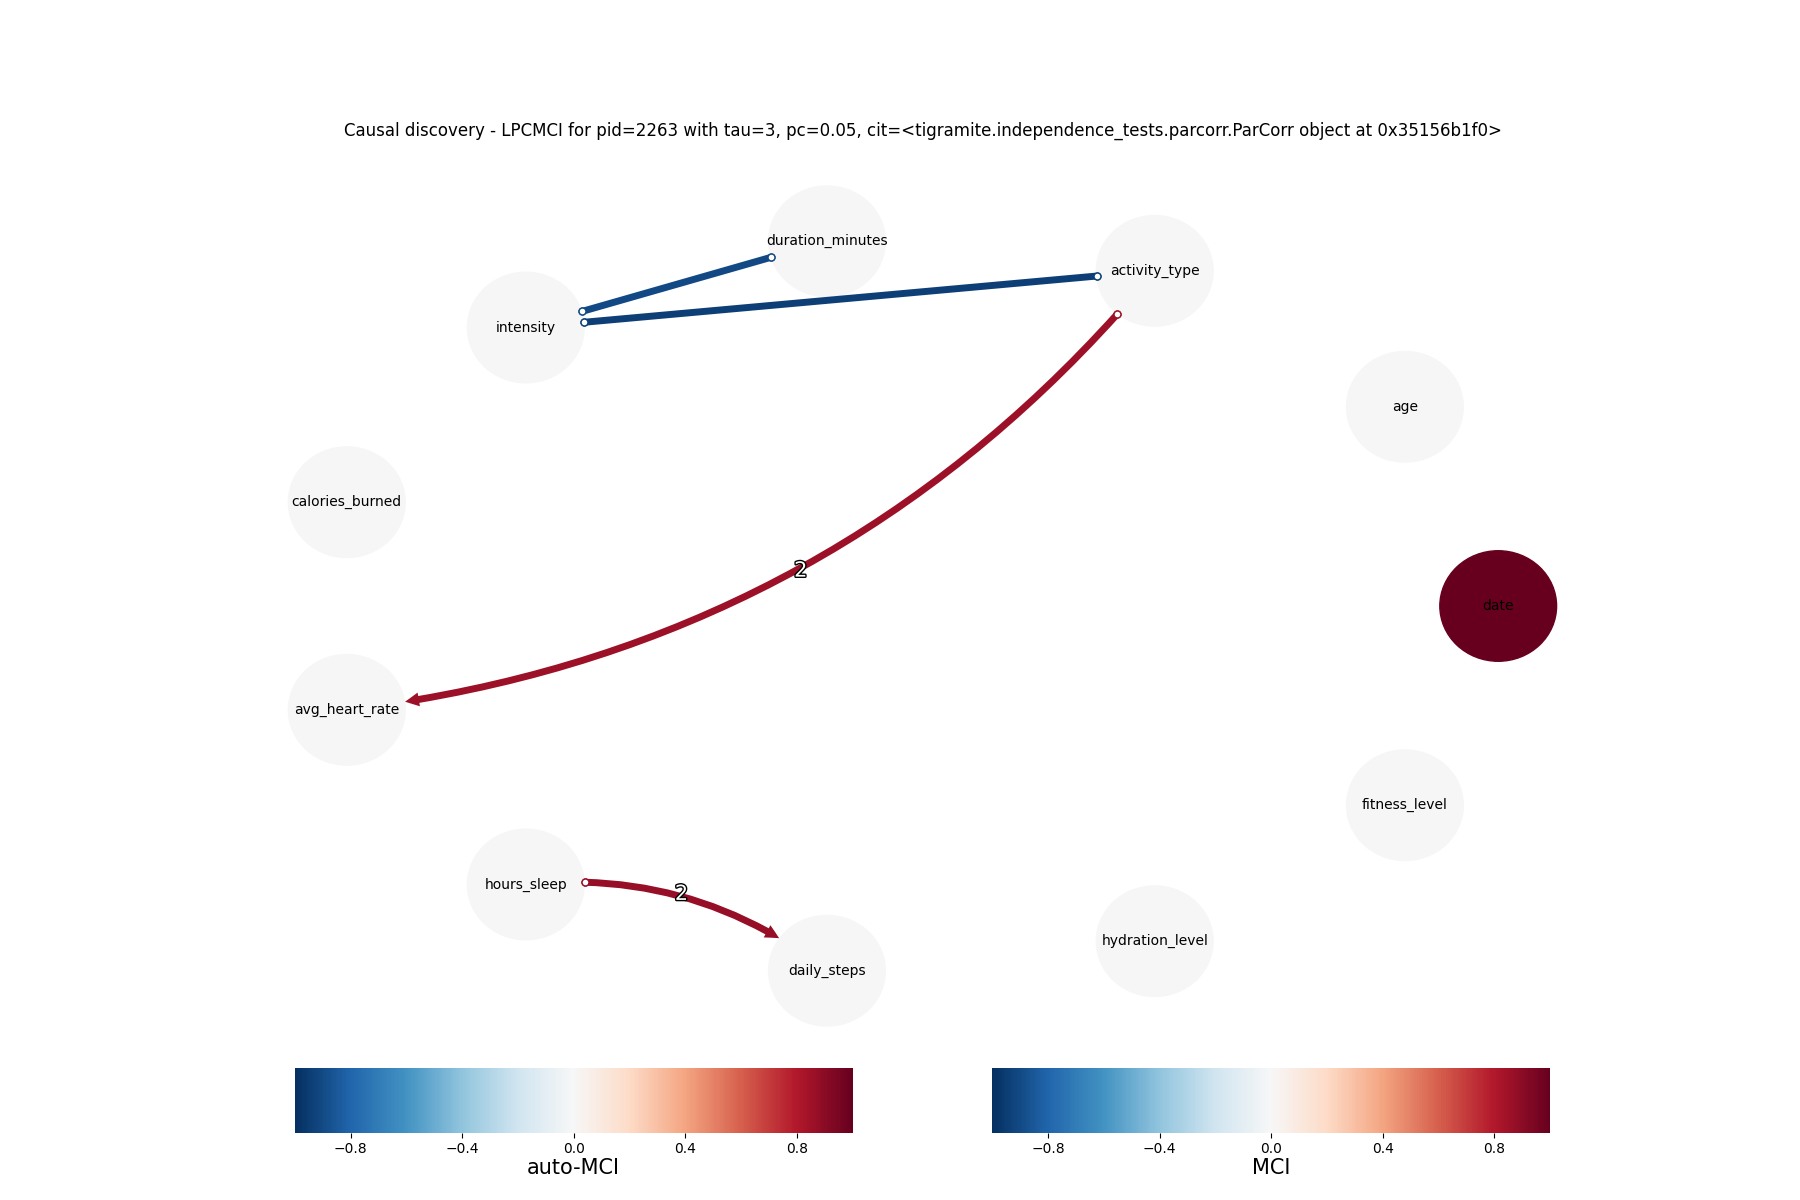 Causal discovery - LPCMCI for pid=2263 with tau=3, pc=0.05, cit=<tigramite.independence_tests.parcorr.ParCorr object at 0x35156b1f0>
duration_minutes
activity_type
intensity
age
calories_burned
2
date
avg_heart_rate
fitness_level
hours_sleep
2
hydration_level
daily_steps
−0.8 −0.4 0.0 0.4 0.8
auto-MCI
−0.8 −0.4 0.0 0.4 0.8
MCI